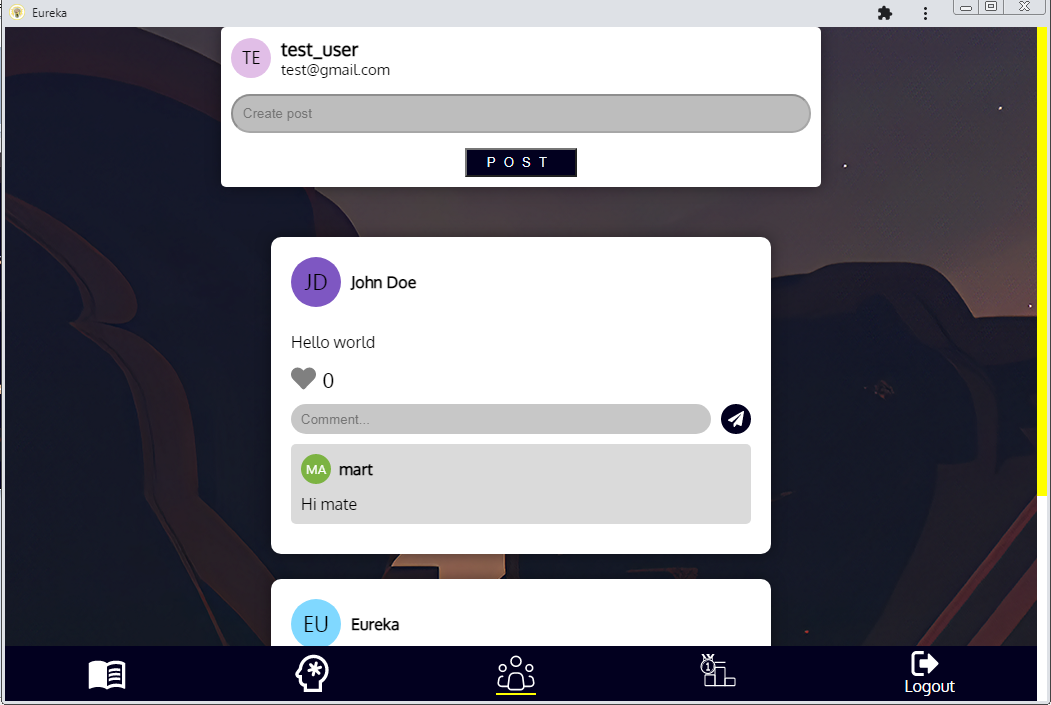 Eureka
TE
test_user
test@gmail.com
Create post
POST
JD
John Doe
Hello world
0
Comment...
MA
mart
Hi mate
EU
Eureka
1
Logout